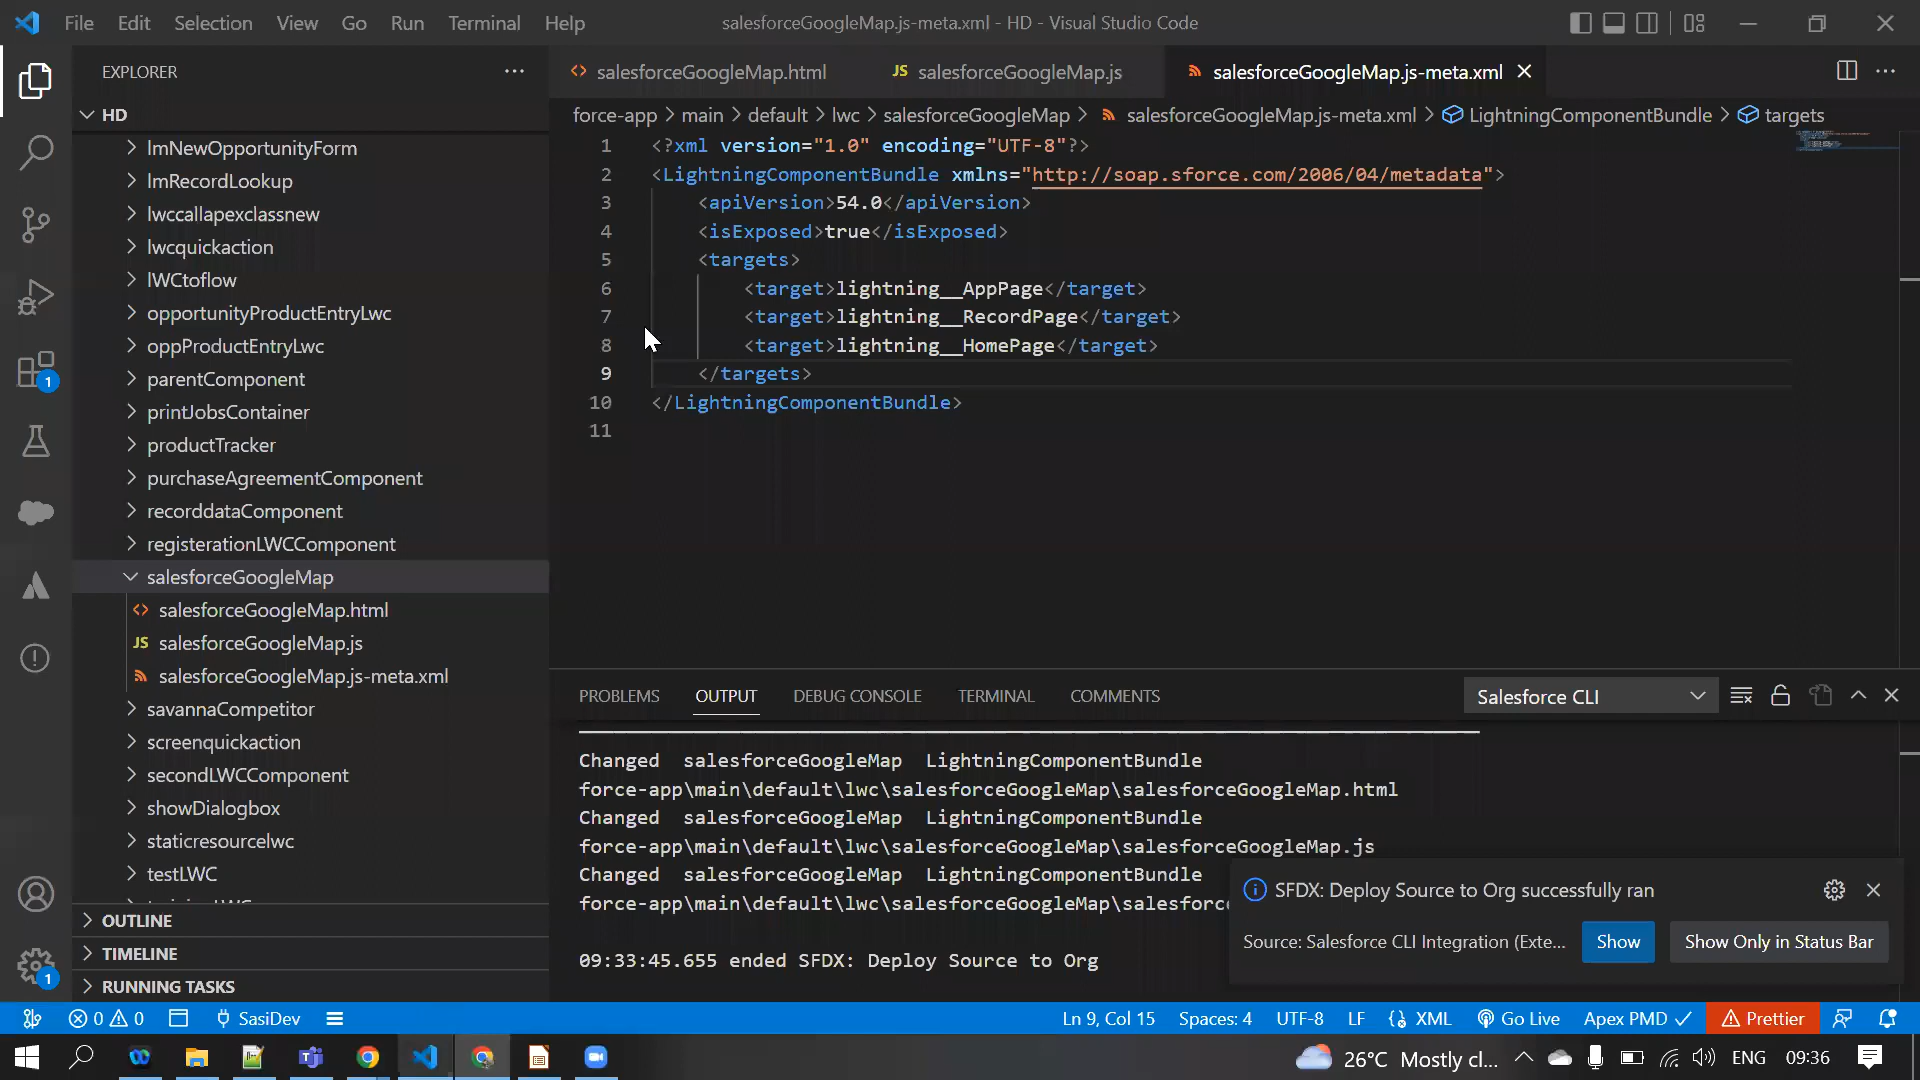 File Edit Selection View Go Run Terminal Help
salesforceGoogleMap.js-meta.xml - HD - Visual Studio Code
EXPLORER
HD
lmNewOpportunityForm
lmRecordLookup
lwccallapexclassnew
lwcquickaction
lWCtoflow
opportunityProductEntryLwc
oppProductEntryLwc
parentComponent
printJobsContainer
productTracker
purchaseAgreementComponent
recorddataComponent
registerationLWCComponent
salesforceGoogleMap
salesforceGoogleMap.html
JS salesforceGoogleMap.js
salesforceGoogleMap.js-meta.xml
savannaCompetitor
screenquickaction
secondLWCComponent
showDialogbox
staticresourcelwc
testLWC
OUTLINE
TIMELINE
RUNNING TASKS
1
1
salesforceGoogleMap.html JS salesforceGoogleMap.js salesforceGoogleMap.js-meta.xml
force-app > main > default > lwc > salesforceGoogleMap > salesforceGoogleMap.js-meta.xml > LightningComponentBundle > targets
1 <?xml version="1.0" encoding="UTF-8"?>
2 <LightningComponentBundle xmlns="http://soap.sforce.com/2006/04/metadata">
3 <apiVersion>54.0</apiVersion>
4 <isExposed>true</isExposed>
5 <targets>
6 <target>lightning__AppPage</target>
7 <target>lightning__RecordPage</target>
8 <target>lightning__HomePage</target>
9 </targets>
10 </LightningComponentBundle>
11
PROBLEMS OUTPUT DEBUG CONSOLE TERMINAL COMMENTS Salesforce CLI
Changed salesforceGoogleMap LightningComponentBundle
force-app\main\default\lwc\salesforceGoogleMap\salesforceGoogleMap.html
Changed salesforceGoogleMap LightningComponentBundle
force-app\main\default\lwc\salesforceGoogleMap\salesforceGoogleMap.js
Changed salesforceGoogleMap LightningComponentBundle
force-app\main\default\lwc\salesforceGoogleMap\salesforc
09:33:45.655 ended SFDX: Deploy Source to Org
SFDX: Deploy Source to Org successfully ran
Source: Salesforce CLI Integration (Exte... Show Show Only in Status Bar
0 0 SasiDev Ln 9, Col 15 Spaces: 4 UTF-8 LF XML Go Live Apex PMD Prettier
26°C Mostly cl... ENG 09:36